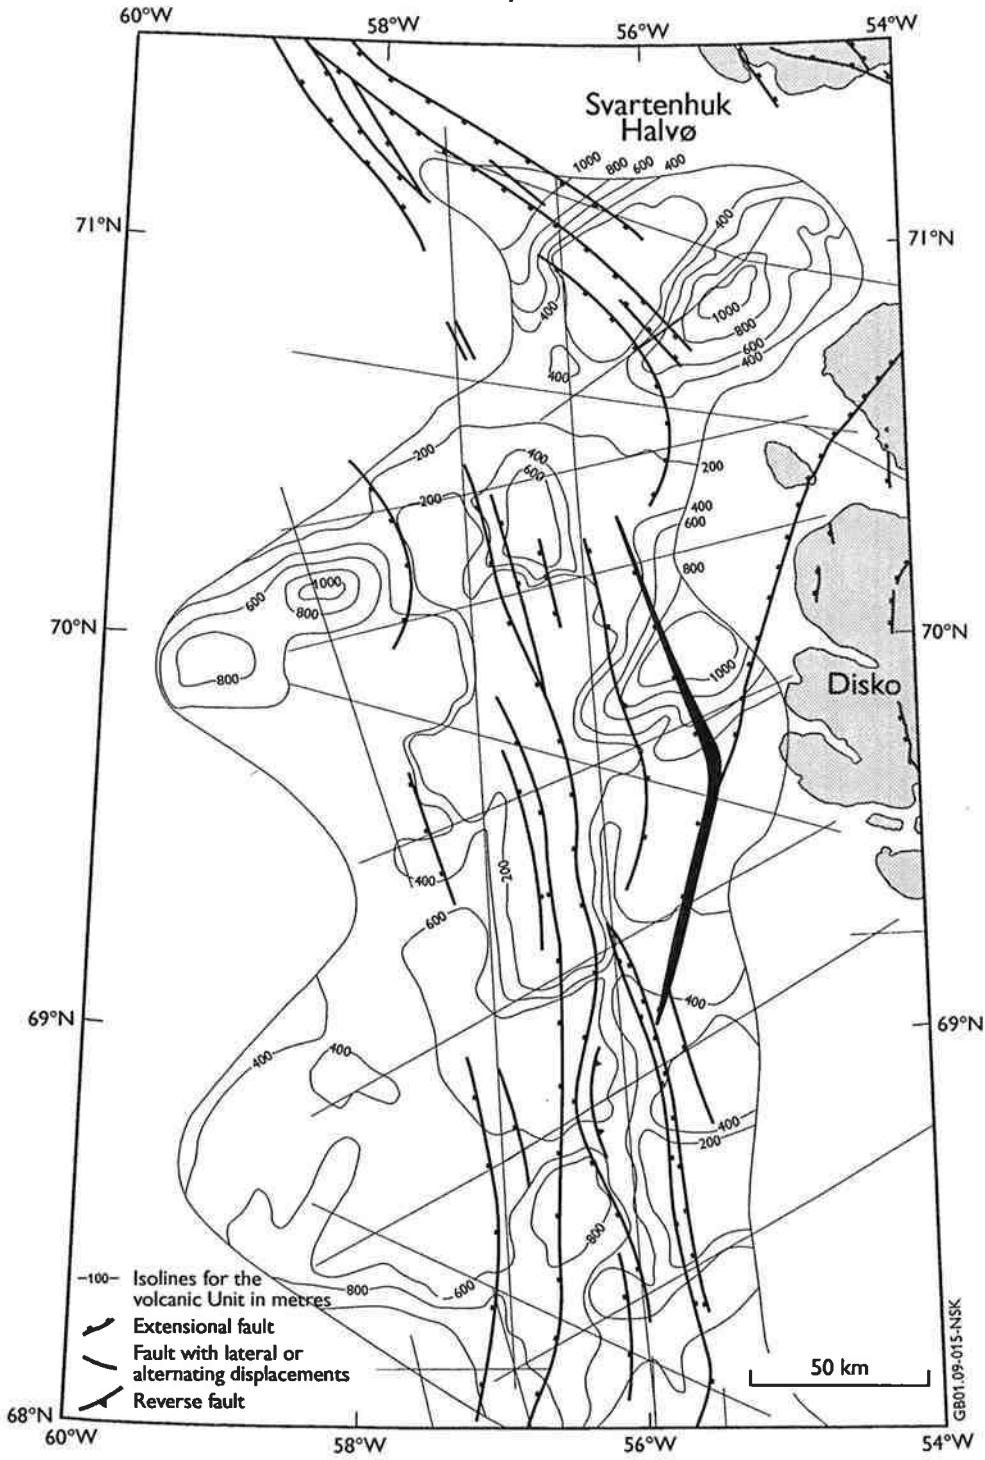 60°W
58°W
56°W
54°W
Svartenhuk
Halvø
1000
800
600
400
71°N
71°N
400
400
1000
800
600
400
400
200
400
600
200
200
400
600
800
1000
600
800
70°N
70°N
800
1000
Disko
200
400
600
400
69°N
69°N
400
400
400
200
800
800
-600
-100- Isolines for the
volcanic Unit in metres
Extensional fault
Fault with lateral or
alternating displacements
Reverse fault
50 km
GB01.09-015-NSK
68°N
60°W
58°W
56°W
54°W